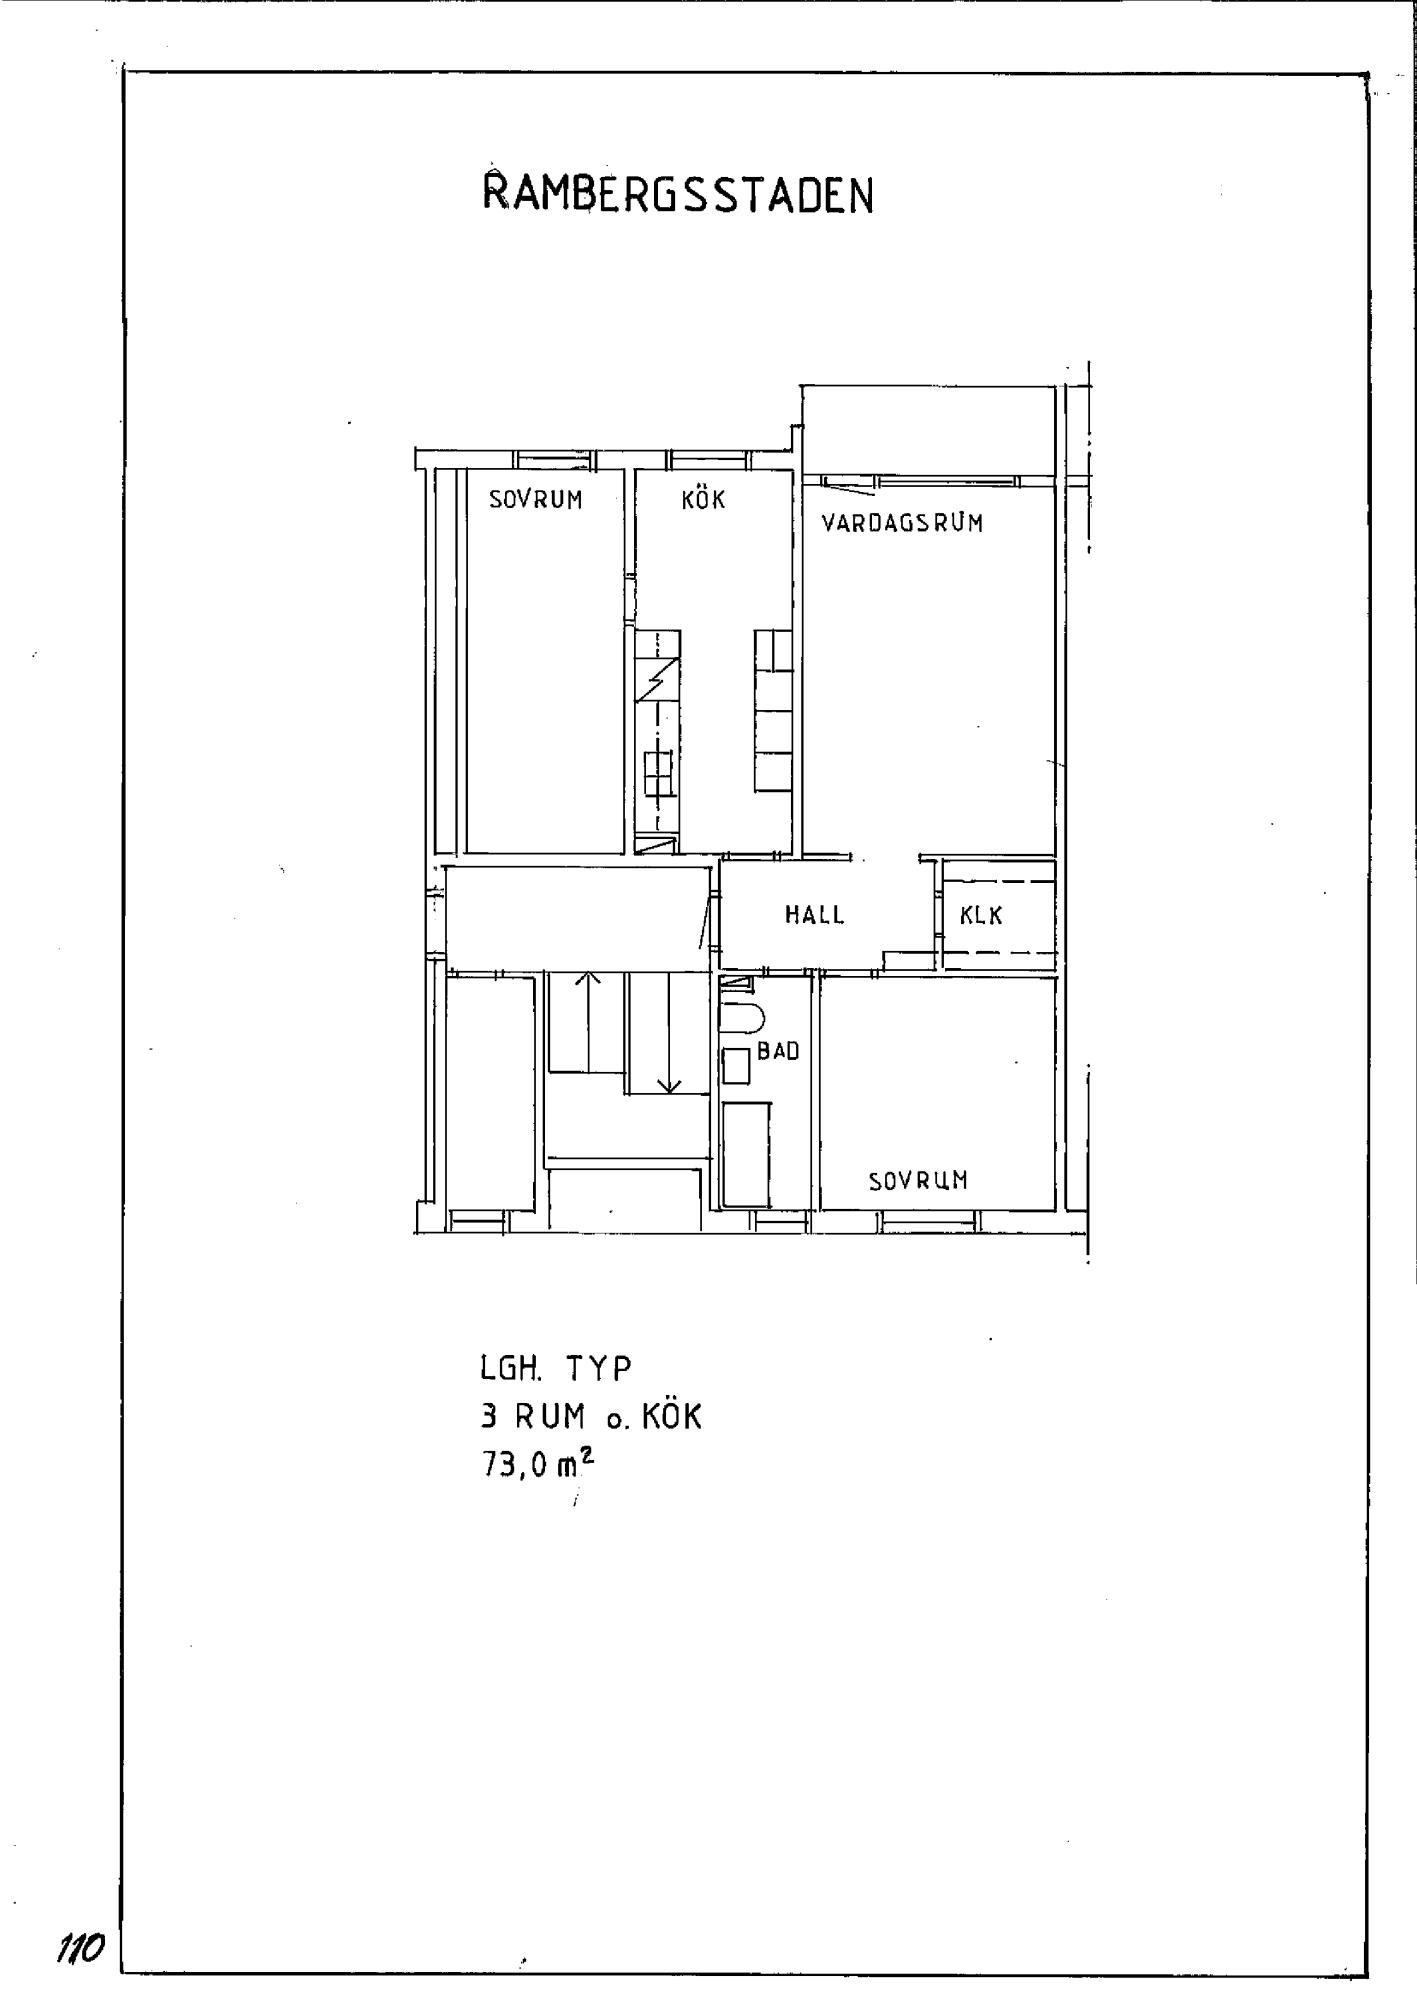 RAMBERGSSTADEN
SOVRUM
KÖK
VARDAGSRUM
HALL
KLK
BAD
SOVRUM
LGH. TYP
3 RUM o. KÖK
73,0 m²
110